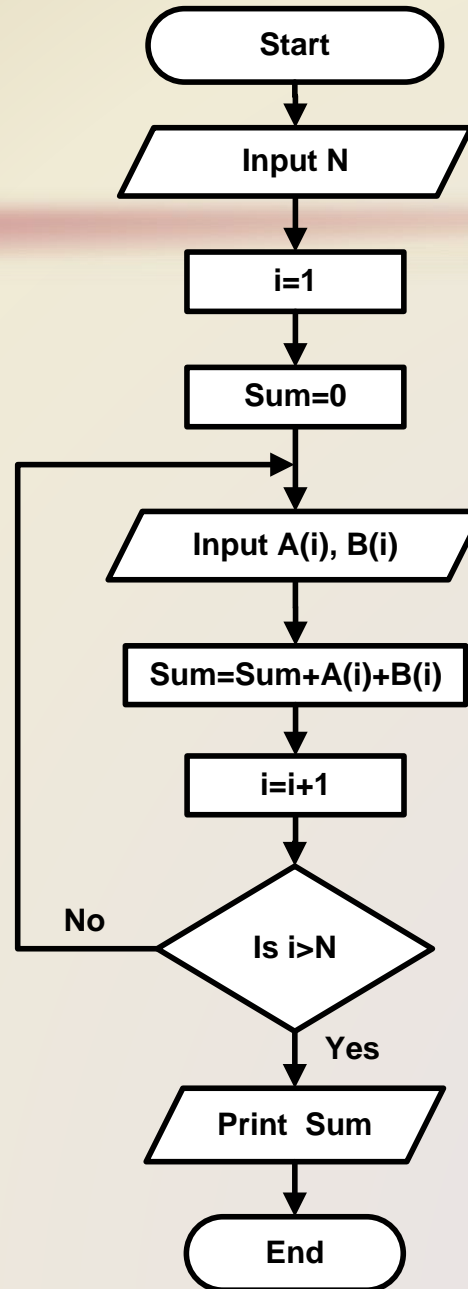 Start
Input N
i=1
Sum=0
Input A(i), B(i)
Sum=Sum+A(i)+B(i)
i=i+1
Is i>N
No
Yes
Print  Sum
End